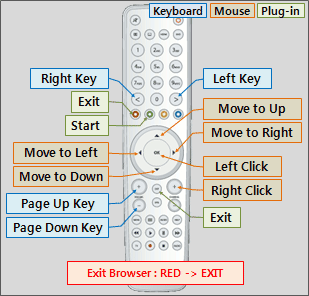 Keyboard Mouse Plug-in
Right Key
Left Key
Exit
Start
Move to Up
Move to Right
Move to Left
Move to Down
Left Click
Right Click
Page Up Key
Page Down Key
Exit
OK
Exit Browser : RED -> EXIT